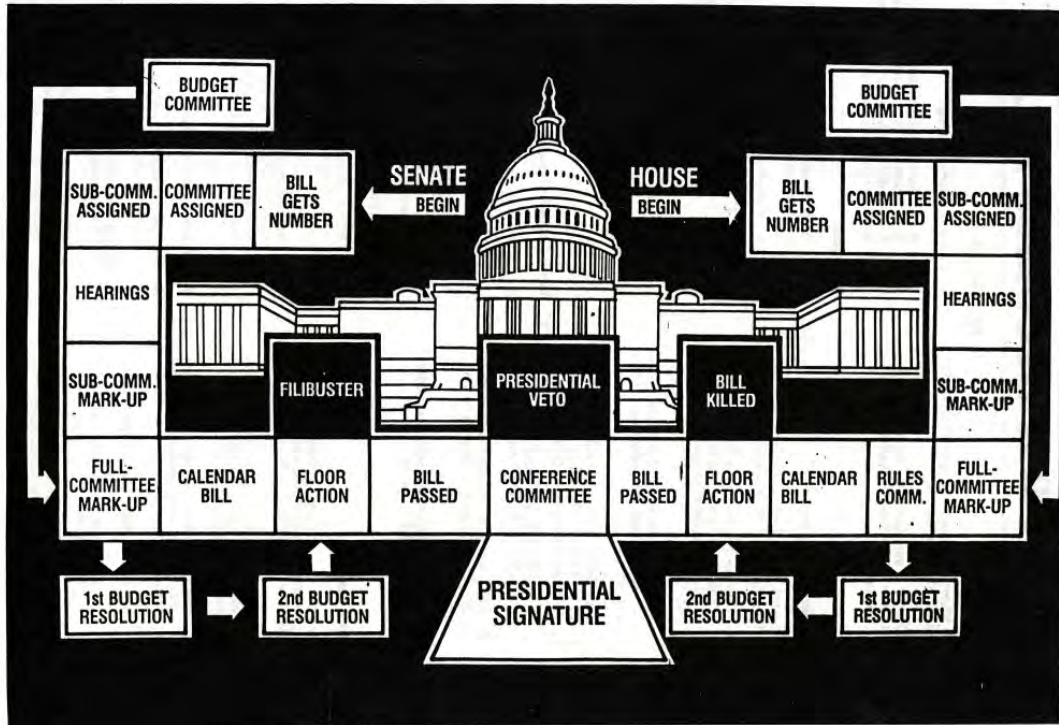 BUDGET
COMMITTEE
BUDGET
COMMITTEE
SENATE
BEGIN
HOUSE
BEGIN
SUB-COMM.
ASSIGNED
COMMITTEE
ASSIGNED
BILL
GETS
NUMBER
BILL
GETS
NUMBER
COMMITTEE
ASSIGNED
SUB-COMM.
ASSIGNED
HEARINGS
HEARINGS
SUB-COMM.
MARK-UP
FILIBUSTER
PRESIDENTIAL
VETO
BILL
KILLED
SUB-COMM.
MARK-UP
FULL-
COMMITTEE
MARK-UP
CALENDAR
BILL
FLOOR
ACTION
BILL
PASSED
CONFERENCE
COMMITTEE
BILL
PASSED
FLOOR
ACTION
CALENDAR
BILL
RULES
COMM.
FULL-
COMMITTEE
MARK-UP
1st BUDGET
RESOLUTION
2nd BUDGET
RESOLUTION
PRESIDENTIAL
SIGNATURE
2nd BUDGET
RESOLUTION
1st BUDGET
RESOLUTION